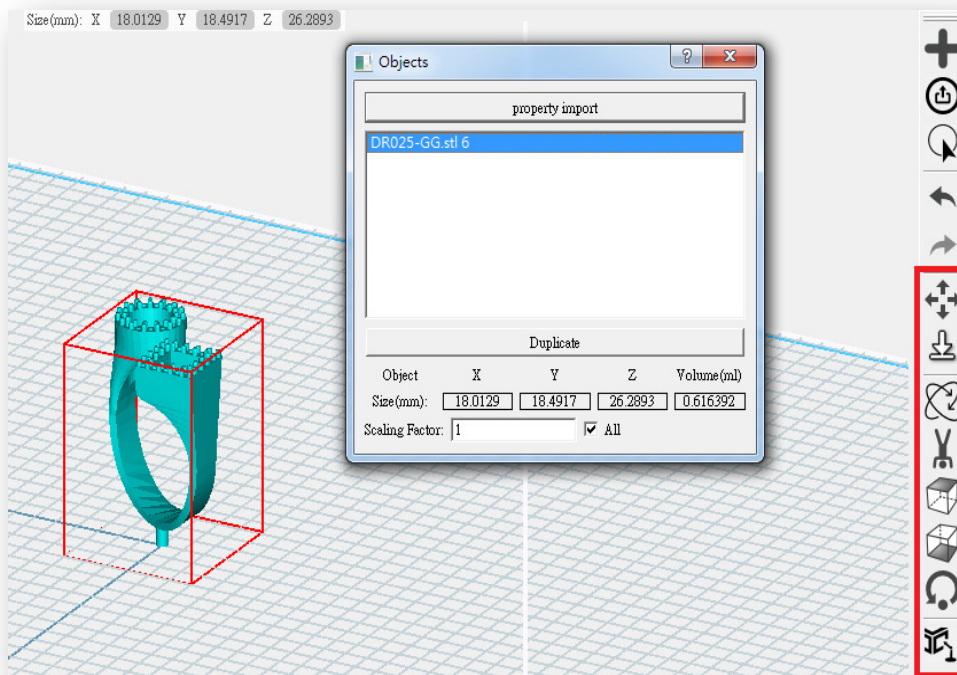 Size(mm): X 18.0129 Y 18.4917 Z 26.2893
Objects
property import
DR025-GG.stl 6
Duplicate
Object X Y Z Volume(ml)
Size(mm): 18.0129 18.4917 26.2893 0.616392
Scaling Factor: 1 All